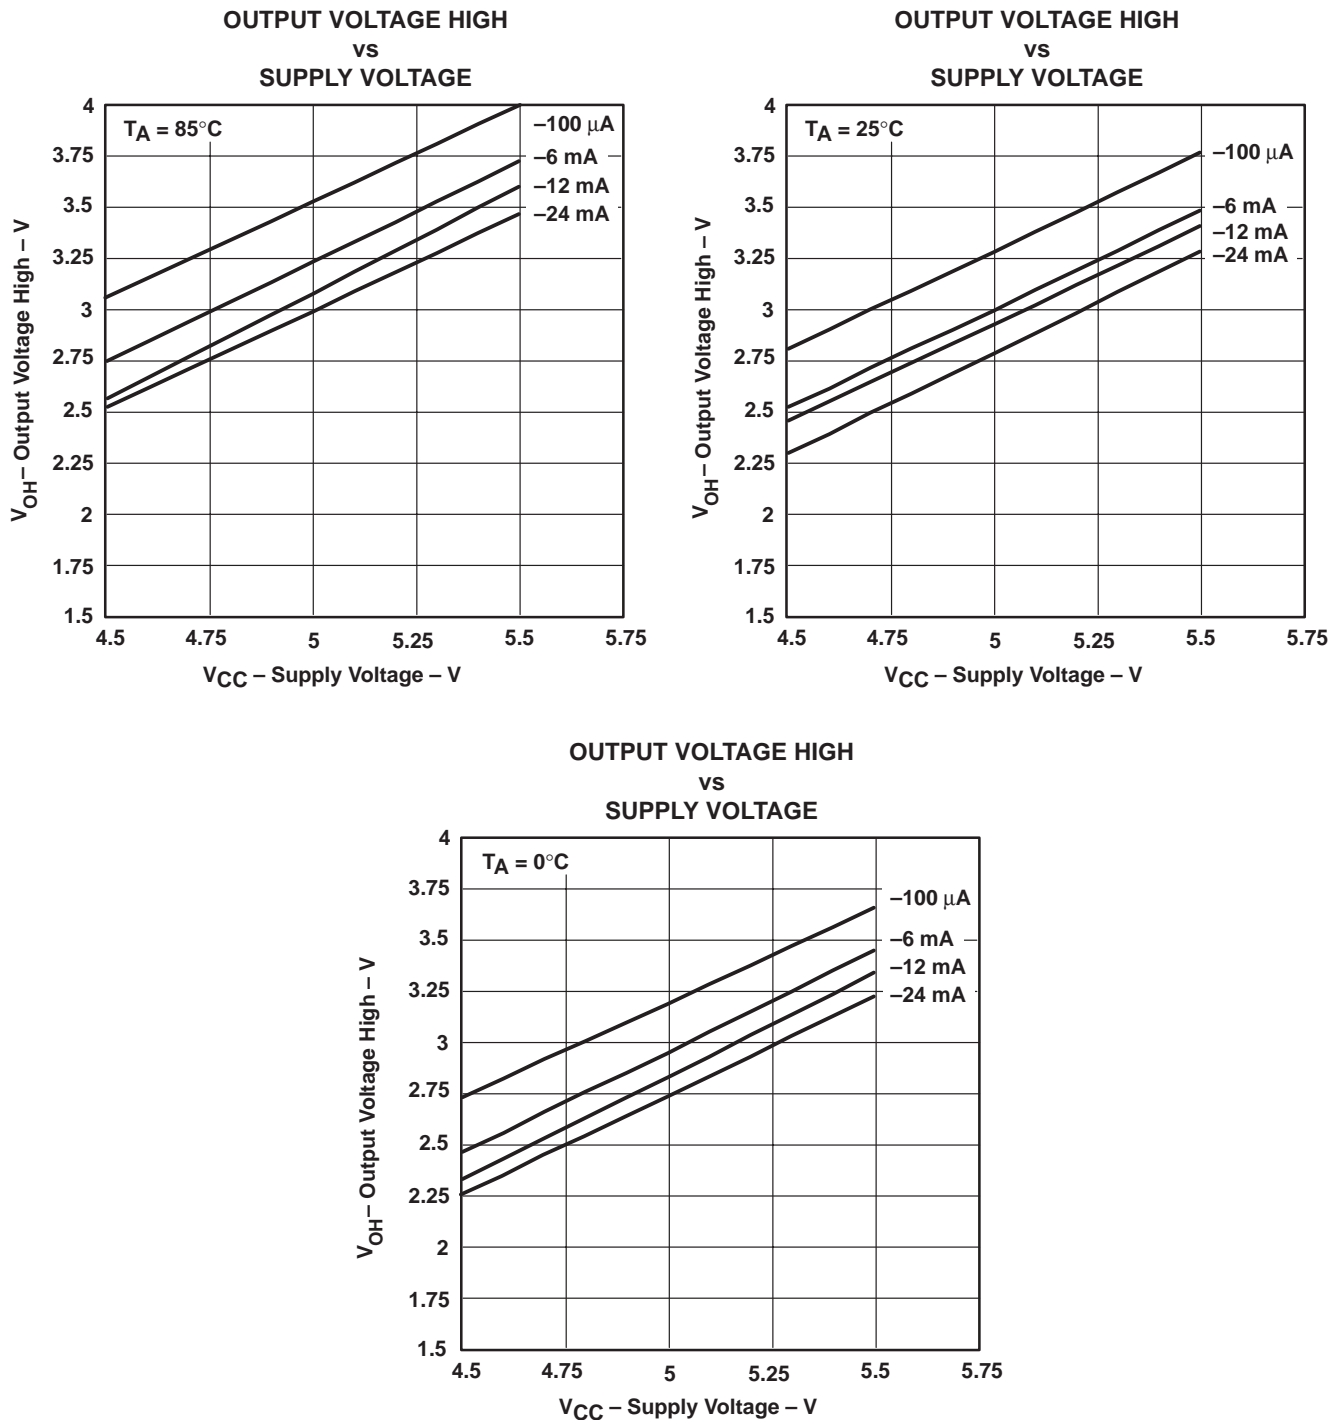 OUTPUT VOLTAGE HIGH
vs
SUPPLY VOLTAGE
4
3.75
3.5
3.25
3
2.75
2.5
2.25
2
1.75
1.5
VOH – Output Voltage High – V
TA = 85°C
–100 μA
–6 mA
–12 mA
–24 mA
4.5 4.75 5 5.25 5.5 5.75
VCC – Supply Voltage – V
OUTPUT VOLTAGE HIGH
vs
SUPPLY VOLTAGE
4
3.75
3.5
3.25
3
2.75
2.5
2.25
2
1.75
1.5
VOH – Output Voltage High – V
TA = 25°C
–100 μA
–6 mA
–12 mA
–24 mA
4.5 4.75 5 5.25 5.5 5.75
VCC – Supply Voltage – V
OUTPUT VOLTAGE HIGH
vs
SUPPLY VOLTAGE
4
3.75
3.5
3.25
3
2.75
2.5
2.25
2
1.75
1.5
VOH – Output Voltage High – V
TA = 0°C
–100 μA
–6 mA
–12 mA
–24 mA
4.5 4.75 5 5.25 5.5 5.75
VCC – Supply Voltage – V